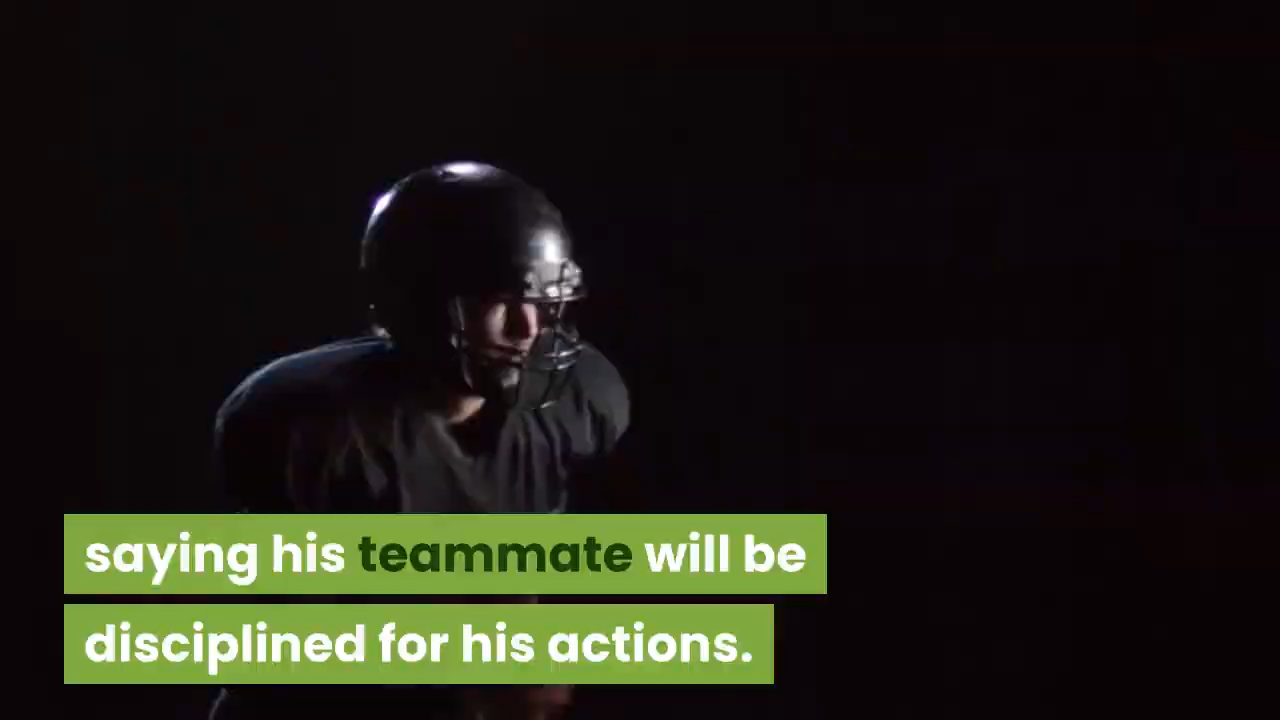 saying his teammate will be
disciplined for his actions.